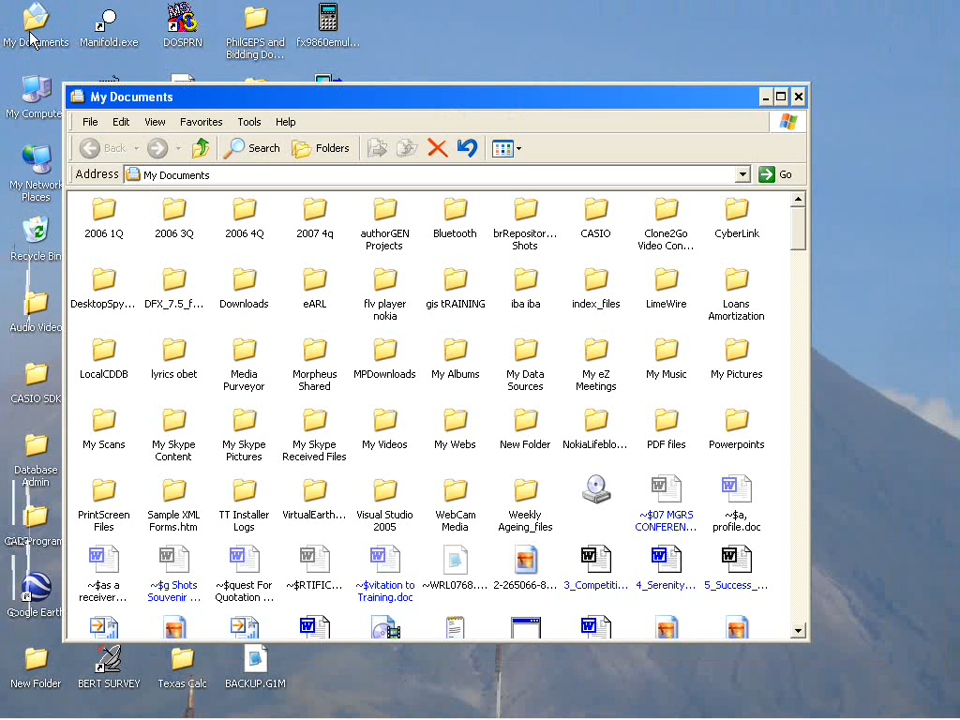 My Documents
Manifold.exe
DOSPRN
PhilGEPS and
Bidding Do...
fx9860emul...
My Compute
My Network
Places
Recycle Bin
Audio Video
CASIO SDK
Database
Admin
Google Earth
My Documents
File Edit View Favorites Tools Help
Back Search Folders
Address My Documents Go
2006 1Q
2006 3Q
2006 4Q
2007 4q
authorGEN
Projects
Bluetooth
brRepositor...
Shots
CASIO
Clone2Go
Video Con...
CyberLink
DesktopSpy...
DFX_7.5_f...
Downloads
eARL
flv player
nokia
gis tRAINING
iba iba
index_files
LimeWire
Loans
Amortization
LocalCDDB
lyrics obet
Media
Purveyor
Morpheus
Shared
MPDownloads
My Albums
My Data
Sources
My eZ
Meetings
My Music
My Pictures
My Scans
My Skype
Content
My Skype
Pictures
My Skype
Received Files
My Videos
My Webs
New Folder
NokiaLifeblo...
PDF files
Powerpoints
PrintScreen
Files
Sample XML
Forms.htm
TT Installer
Logs
VirtualEarth...
Visual Studio
2005
WebCam
Media
Weekly
Ageing_files
~$07 MGRS
CONFEREN...
~$a,
profile.doc
~$as a
receiver...
~$g Shots
Souvenir ...
~$quest For
Quotation ...
~$RTIFIC...
~$vitation to
Training.doc
~WRL0768....
2-265066-8...
3_Competiti...
4_Serenity...
5_Success_...
New Folder
BERT SURVEY
Texas Calc
BACKUP.G1M